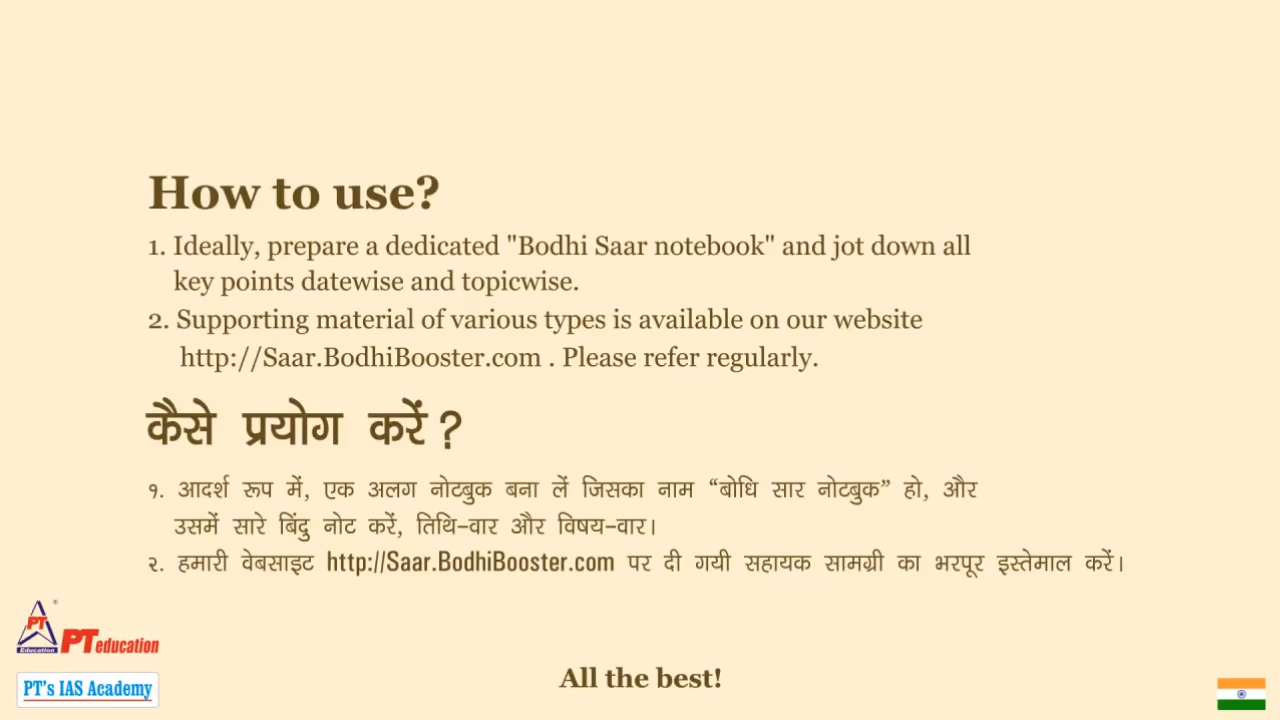 How to use?
1. Ideally, prepare a dedicated "Bodhi Saar notebook" and jot down all
key points datewise and topicwise.
2. Supporting material of various types is available on our website
http://Saar.BodhiBooster.com . Please refer regularly.
कैसे प्रयोग करें ?
१. आदर्श रूप में, एक अलग नोटबुक बना लें जिसका नाम “बोधि सार नोटबुक” हो, और
उसमें सारे बिंदु नोट करें, तिथि-वार और विषय-वार।
२. हमारी वेबसाइट http://Saar.BodhiBooster.com पर दी गयी सहायक सामग्री का भरपूर इस्तेमाल करें।
PT
Education
®
PT education
PT's IAS Academy
All the best!